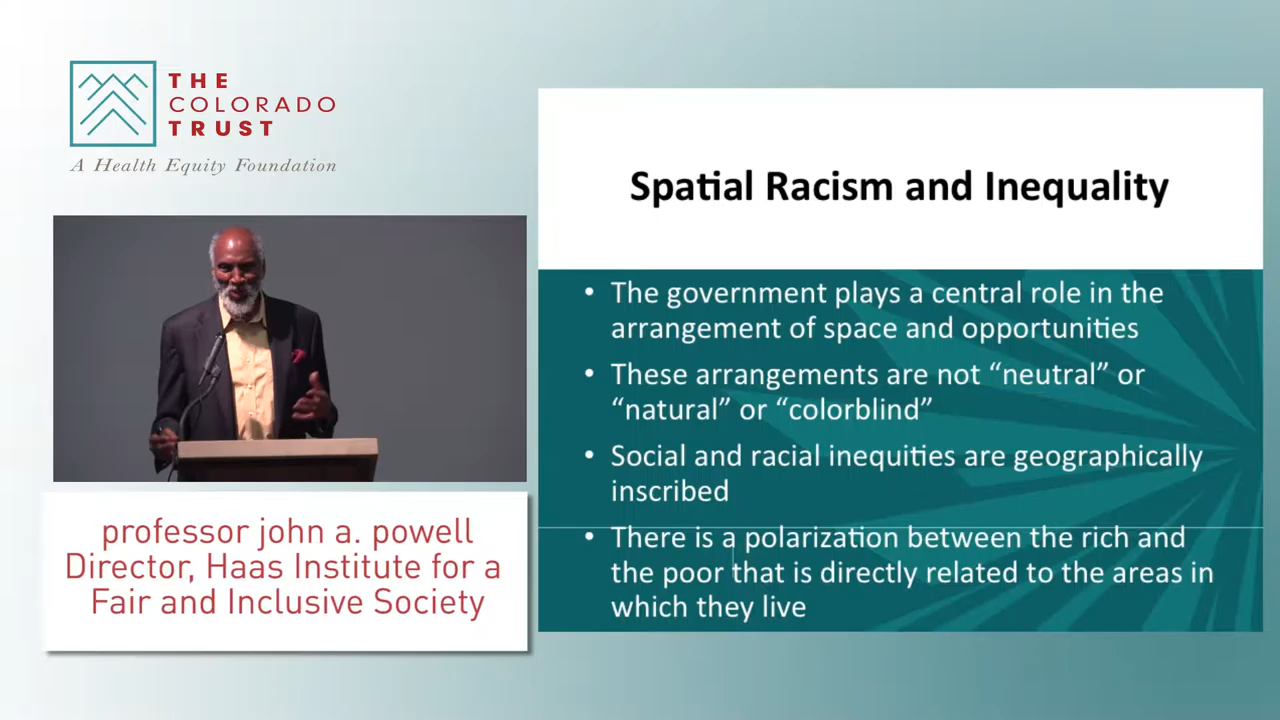 THE
COLORADO
TRUST
A Health Equity Foundation
professor john a. powell
Director, Haas Institute for a
Fair and Inclusive Society
Spatial Racism and Inequality
• The government plays a central role in the
arrangement of space and opportunities
• These arrangements are not “neutral” or
“natural” or “colorblind”
• Social and racial inequities are geographically
inscribed
• There is a polarization between the rich and
the poor that is directly related to the areas in
which they live